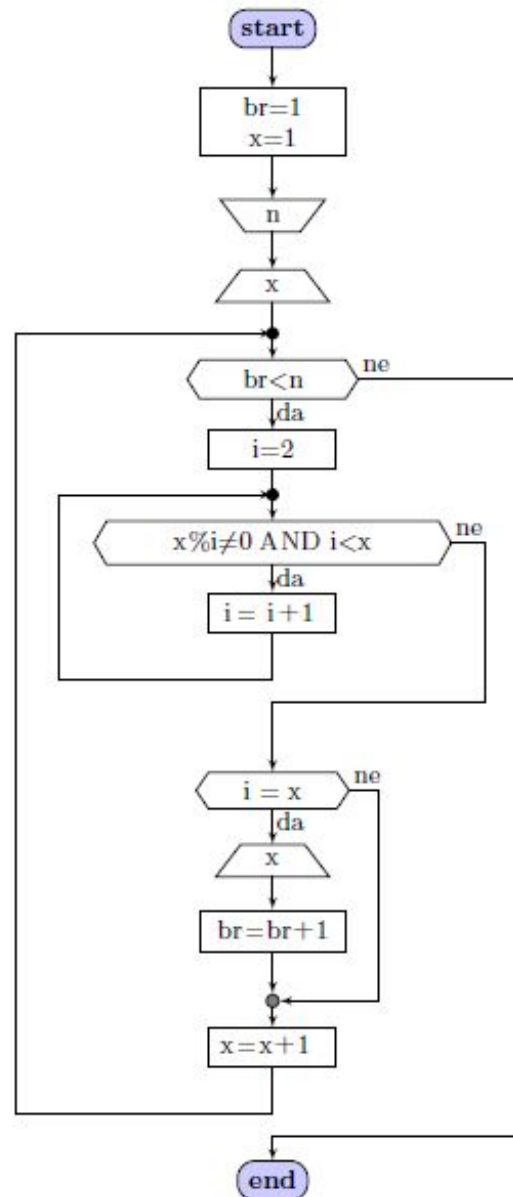 start
br=1
x=1
n
x
br<n
ne
da
i=2
x%i≠0 AND i<x
ne
da
i= i+1
i = x
ne
da
x
br=br+1
x=x+1
end